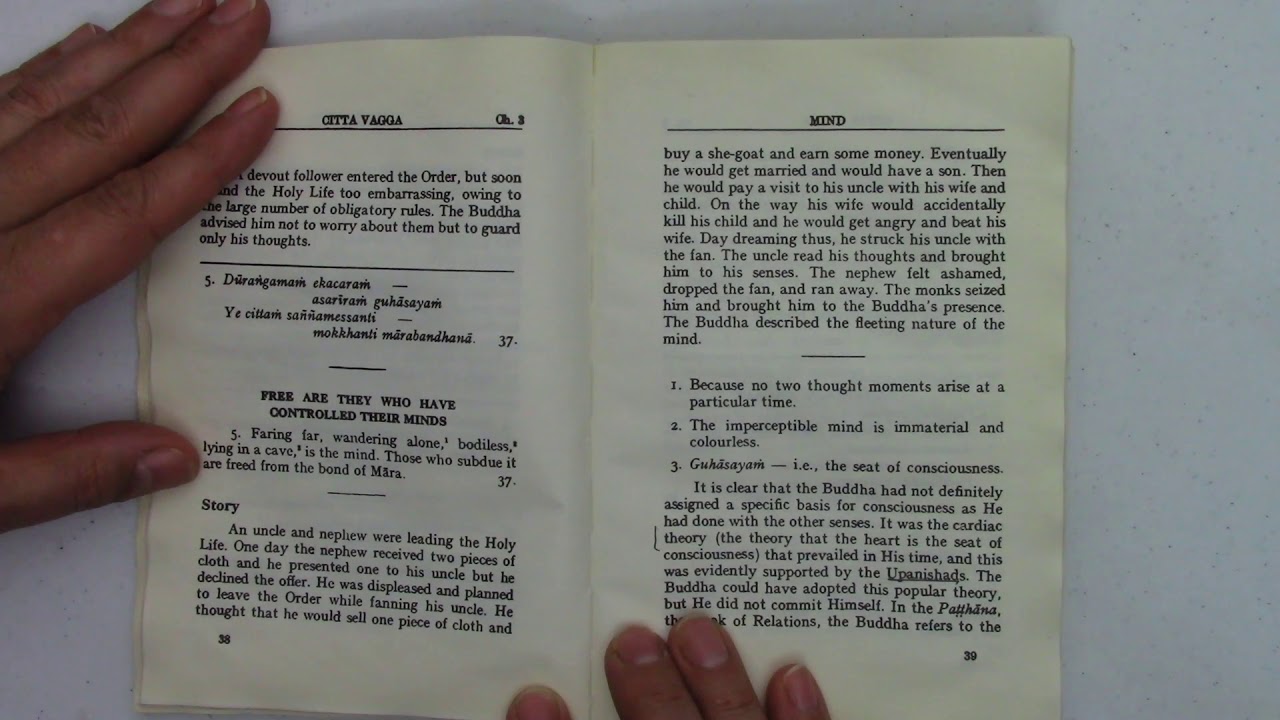 CITTA VAGGA Ch. 3
devout follower entered the Order, but soon
the Holy Life too embarrassing, owing to
the large number of obligatory rules. The Buddha
advised him not to worry about them but to guard
only his thoughts.
5. Dūraṅgamaṁ ekacaraṁ —
asarīraṁ guhāsayaṁ
Ye cittaṁ saññamessanti —
mokkhanti mārabandhanā. 37.
FREE ARE THEY WHO HAVE
CONTROLLED THEIR MINDS
5. Faring far, wandering alone,¹ bodiless,²
lying in a cave,³ is the mind. Those who subdue it
are freed from the bond of Māra. 37.
Story
An uncle and nephew were leading the Holy
Life. One day the nephew received two pieces of
cloth and he presented one to his uncle but he
declined the offer. He was displeased and planned
to leave the Order while fanning his uncle. He
thought that he would sell one piece of cloth and
38
MIND
buy a she-goat and earn some money. Eventually
he would get married and would have a son. Then
he would pay a visit to his uncle with his wife and
child. On the way his wife would accidentally
kill his child and he would get angry and beat his
wife. Day dreaming thus, he struck his uncle with
the fan. The uncle read his thoughts and brought
him to his senses. The nephew felt ashamed,
dropped the fan, and ran away. The monks seized
him and brought him to the Buddha's presence.
The Buddha described the fleeting nature of the
mind.
1. Because no two thought moments arise at a
particular time.
2. The imperceptible mind is immaterial and
colourless.
3. Guhāsayaṁ — i.e., the seat of consciousness.
It is clear that the Buddha had not definitely
assigned a specific basis for consciousness as He
had done with the other senses. It was the cardiac
theory (the theory that the heart is the seat of
consciousness) that prevailed in His time, and this
was evidently supported by the Upanishads. The
Buddha could have adopted this popular theory,
but He did not commit Himself. In the Paṭṭhāna,
of Relations, the Buddha refers to the
39